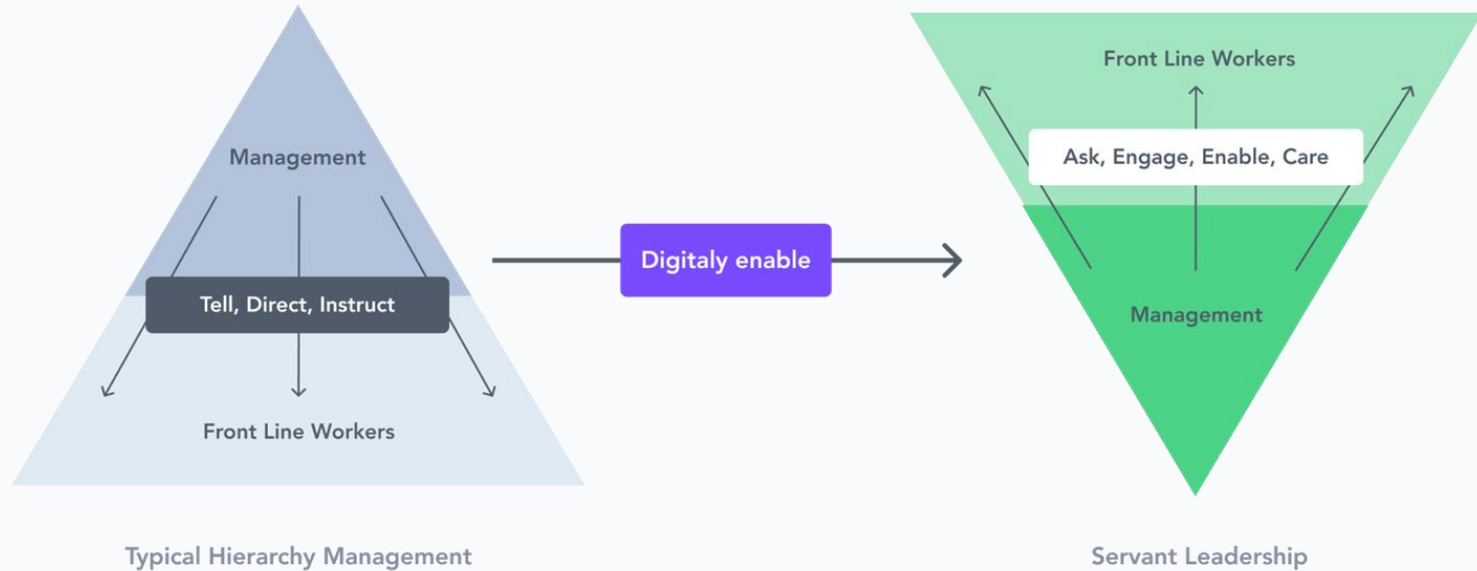 Management
Tell, Direct, Instruct
Front Line Workers
Typical Hierarchy Management
Digitaly enable
Front Line Workers
Ask, Engage, Enable, Care
Management
Servant Leadership